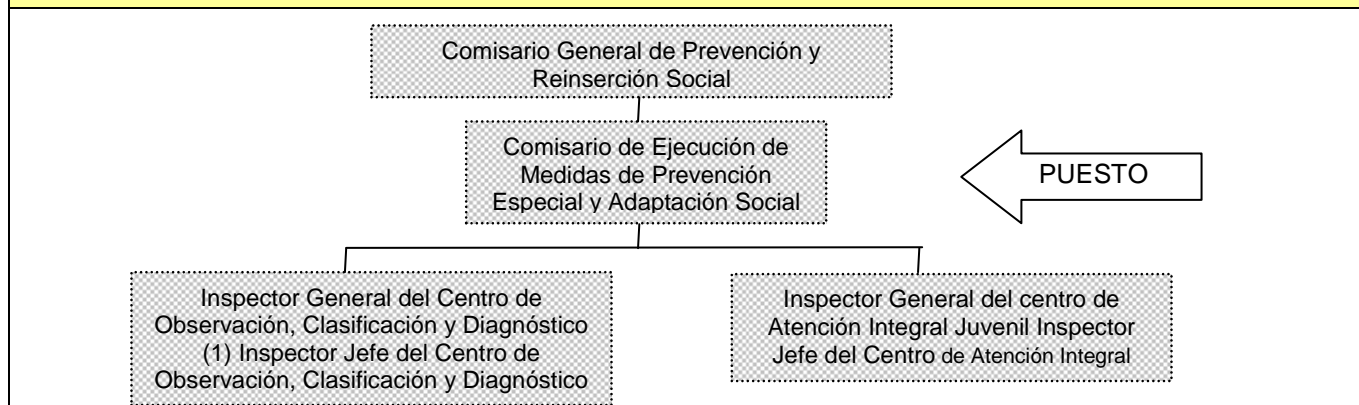 Comisario General de Prevención y
Reinserción Social
Comisario de Ejecución de
Medidas de Prevención
Especial y Adaptación Social
PUESTO
Inspector General del Centro de
Observación, Clasificación y Diagnóstico
(1) Inspector Jefe del Centro de
Observación, Clasificación y Diagnóstico
Inspector General del centro de
Atención Integral Juvenil Inspector
Jefe del Centro de Atención Integral